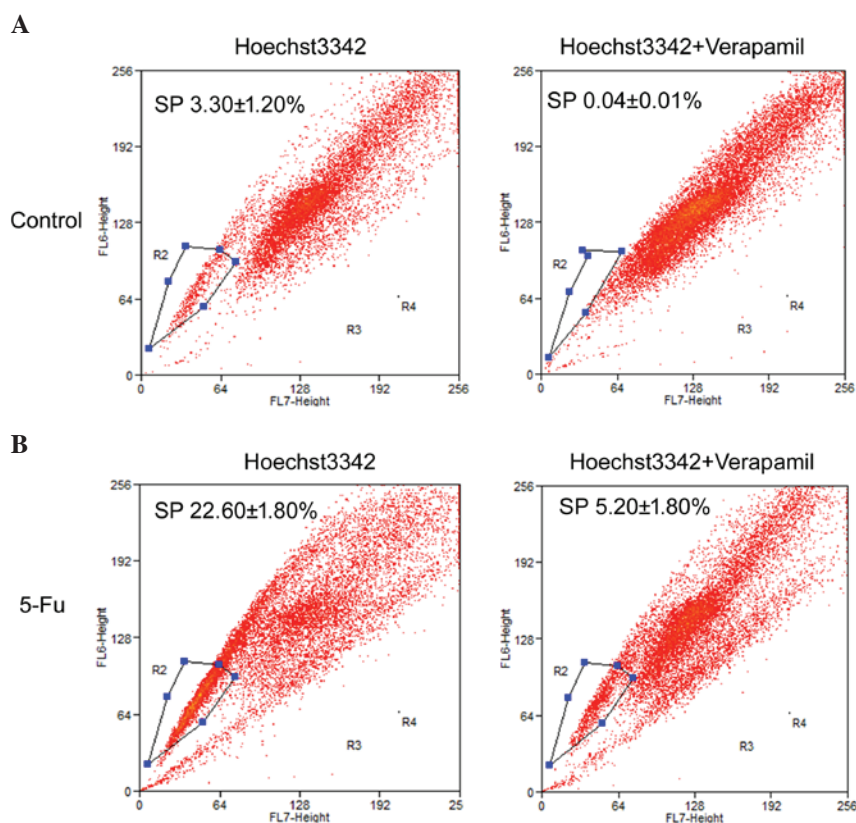 A
Hoechst3342
Hoechst3342+Verapamil
Control
256
192
128
64
0
FL6-Height
SP 3.30±1.20%
R2
R3
R4
0 64 128 192 256
FL7-Height
256
192
128
64
0
FL6-Height
SP 0.04±0.01%
R2
R3
R4
0 64 128 192 256
FL7-Height
B
Hoechst3342
Hoechst3342+Verapamil
5-Fu
256
192
128
64
0
FL6-Height
SP 22.60±1.80%
R2
R3
R4
0 64 128 192 25
FL7-Height
256
192
128
64
0
FL6-Height
SP 5.20±1.80%
R2
R3
R4
0 64 128 192 256
FL7-Height